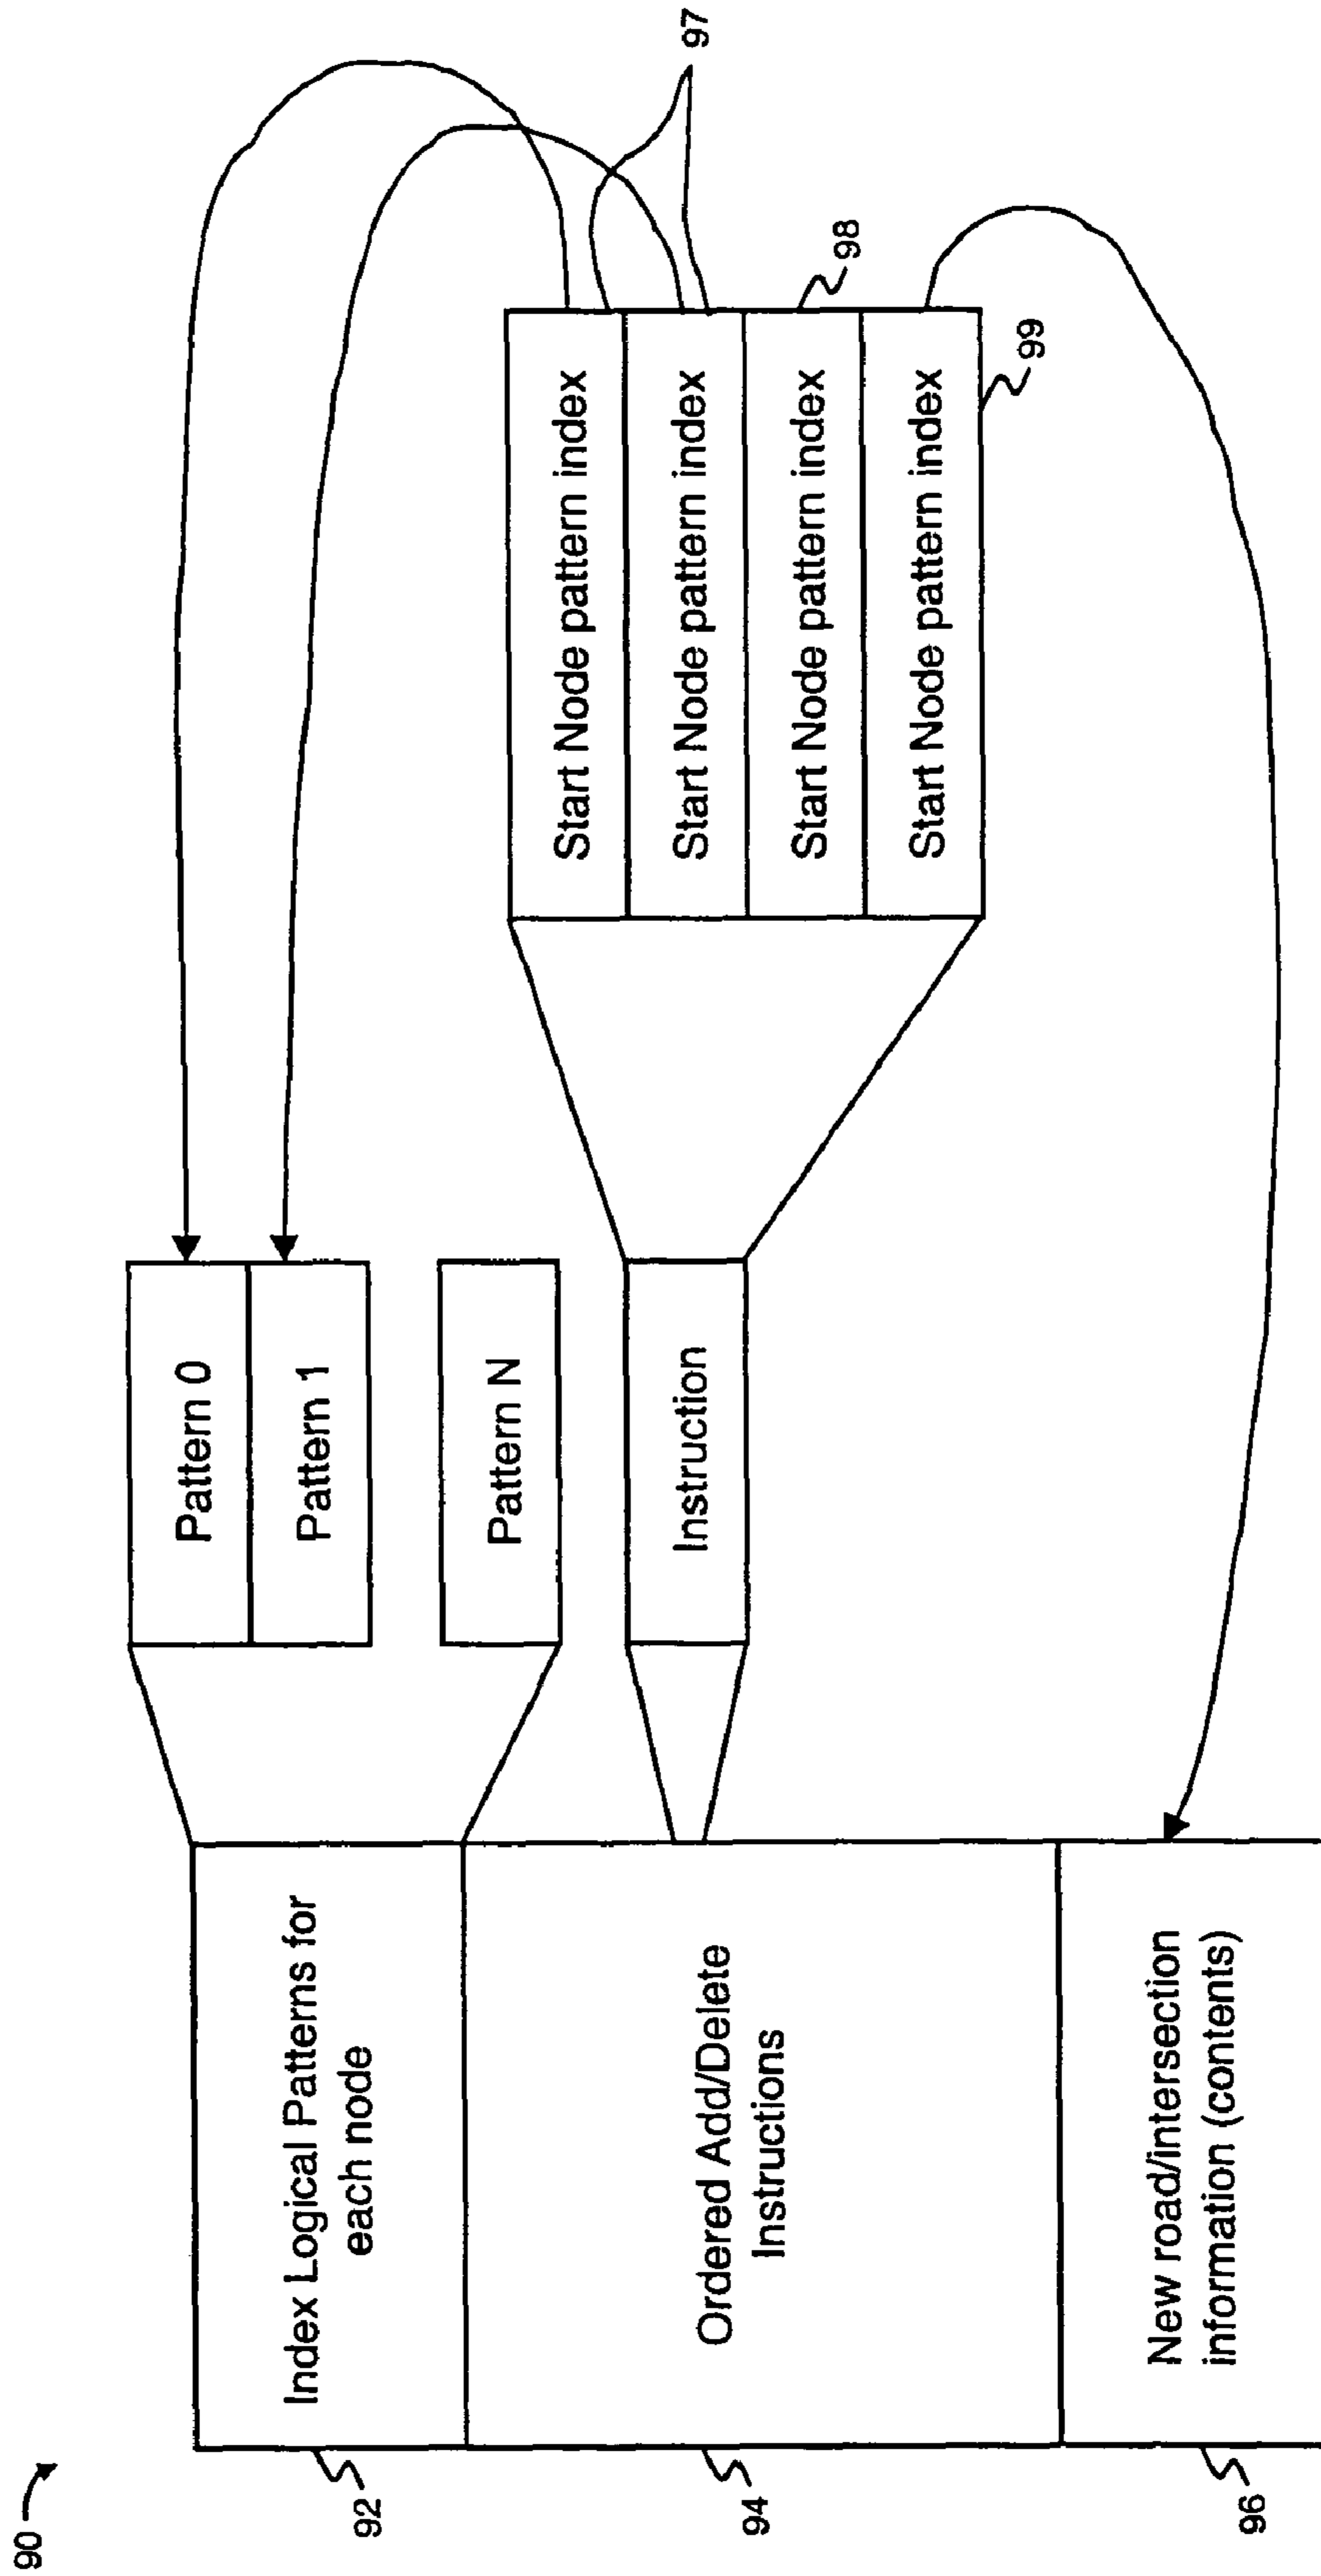 90
92
Index Logical Patterns for
each node
94
Ordered Add/Delete
Instructions
96
New road/intersection
information (contents)
Pattern 0
Pattern 1
Pattern N
Instruction
Start Node pattern index
Start Node pattern index
Start Node pattern index
Start Node pattern index
97
98
99